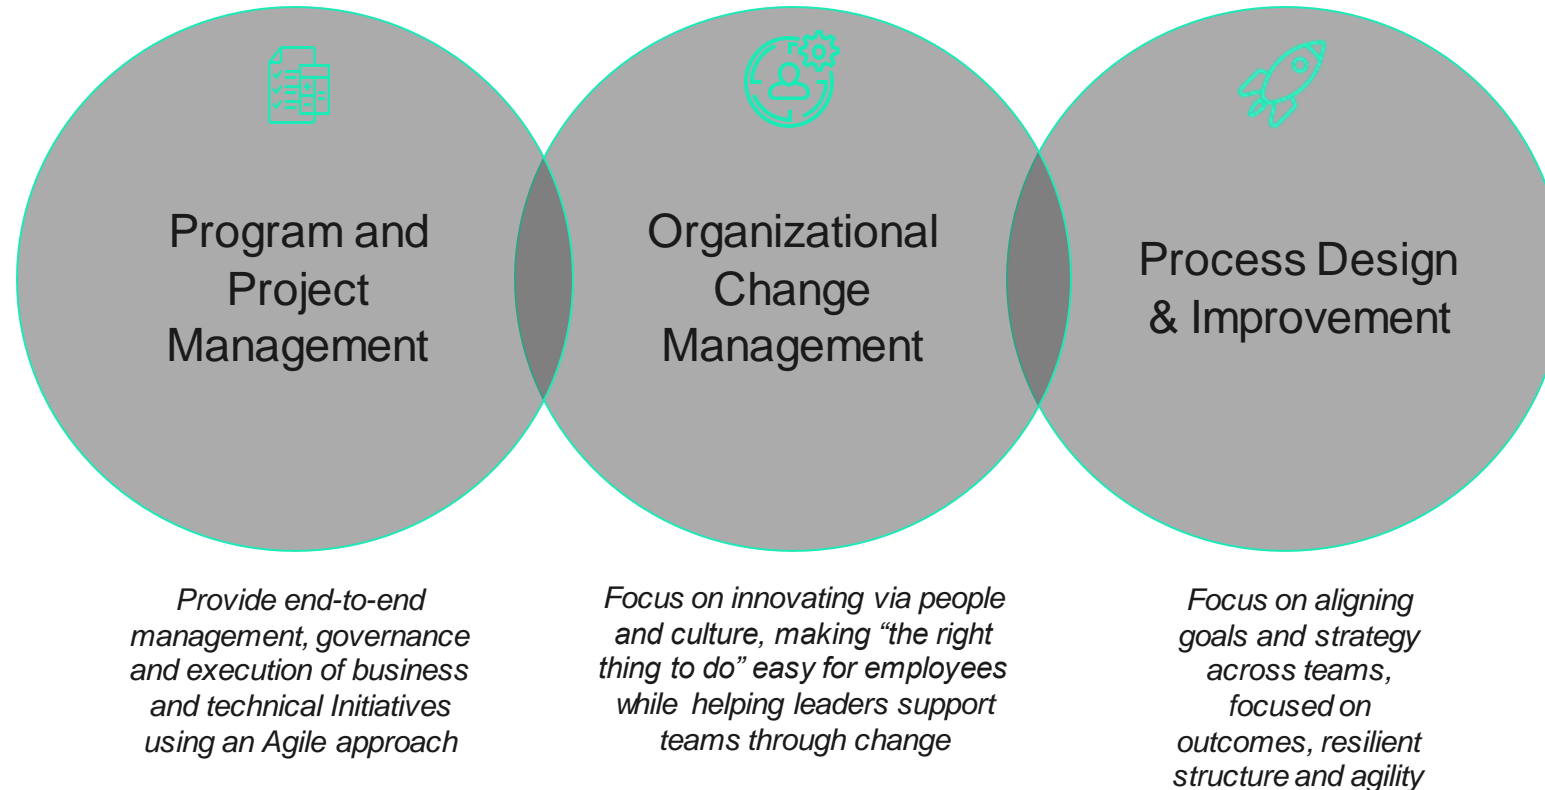 Program and
Project
Management
Organizational
Change
Management
Process Design
& Improvement
Provide end-to-end
management, governance
and execution of business
and technical Initiatives
using an Agile approach
Focus on innovating via people
and culture, making “the right
thing to do” easy for employees
while helping leaders support
teams through change
Focus on aligning
goals and strategy
across teams,
focused on
outcomes, resilient
structure and agility